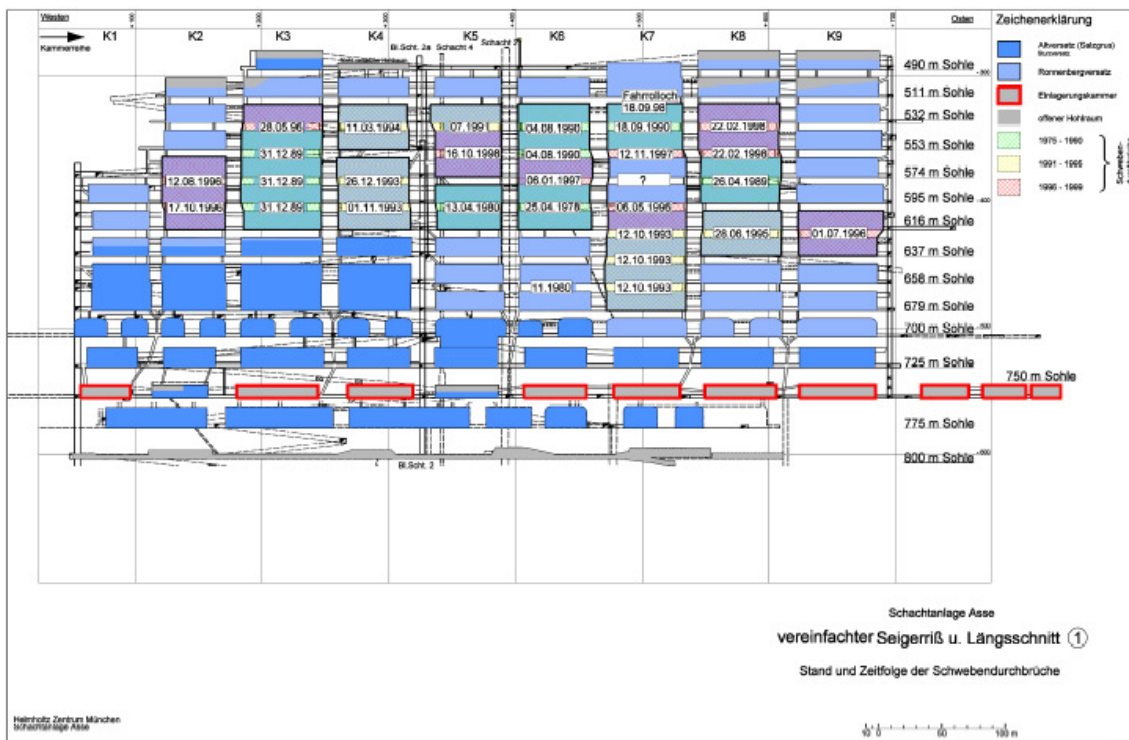 Westen
Osten
Kammerreihe
K1 K2 K3 K4 K5 K6 K7 K8 K9
Bl.Scht. 2a
Schacht 4
Schacht 2
Zeichenerklärung
Altversatz (Salzgrus)
Ronnenbergversatz
Einlagerungskammer
offener Hohlraum
1975 - 1990
1991 - 1995
1996 - 1999
490 m Sohle
511 m Sohle
532 m Sohle
553 m Sohle
574 m Sohle
595 m Sohle
616 m Sohle
637 m Sohle
658 m Sohle
679 m Sohle
700 m Sohle
725 m Sohle
750 m Sohle
775 m Sohle
800 m Sohle
Fahrrolloch
18.09.98
28.05.96 11.03.1994 07.1991 04.08.1990 18.09.1990 22.02.1998
31.12.89 16.10.1998 04.08.1990 12.11.1997 22.02.1998
12.08.1996 31.12.89 26.12.1993 06.01.1997 ? 26.04.1989
17.10.1996 31.12.89 01.11.1993 13.04.1980 25.04.1978 06.05.1996
12.10.1993 28.06.1995 01.07.1996
12.10.1993
11.1980 12.10.1993
Bl.Scht. 2
Schachtanlage Asse
vereinfachter Seigerriß u. Längsschnitt 1
Stand und Zeitfolge der Schwebendurchbrüche
Helmholtz Zentrum München
Schachtanlage Asse
10 0 50 100 m